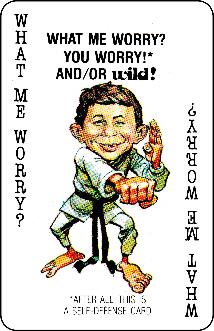 WHAT ME WORRY?
WHAT ME WORRY?
YOU WORRY!*
AND/OR wild!
*AFTER ALL, THIS IS
A SELF-DEFENSE CARD
WHAT ME WORRY?